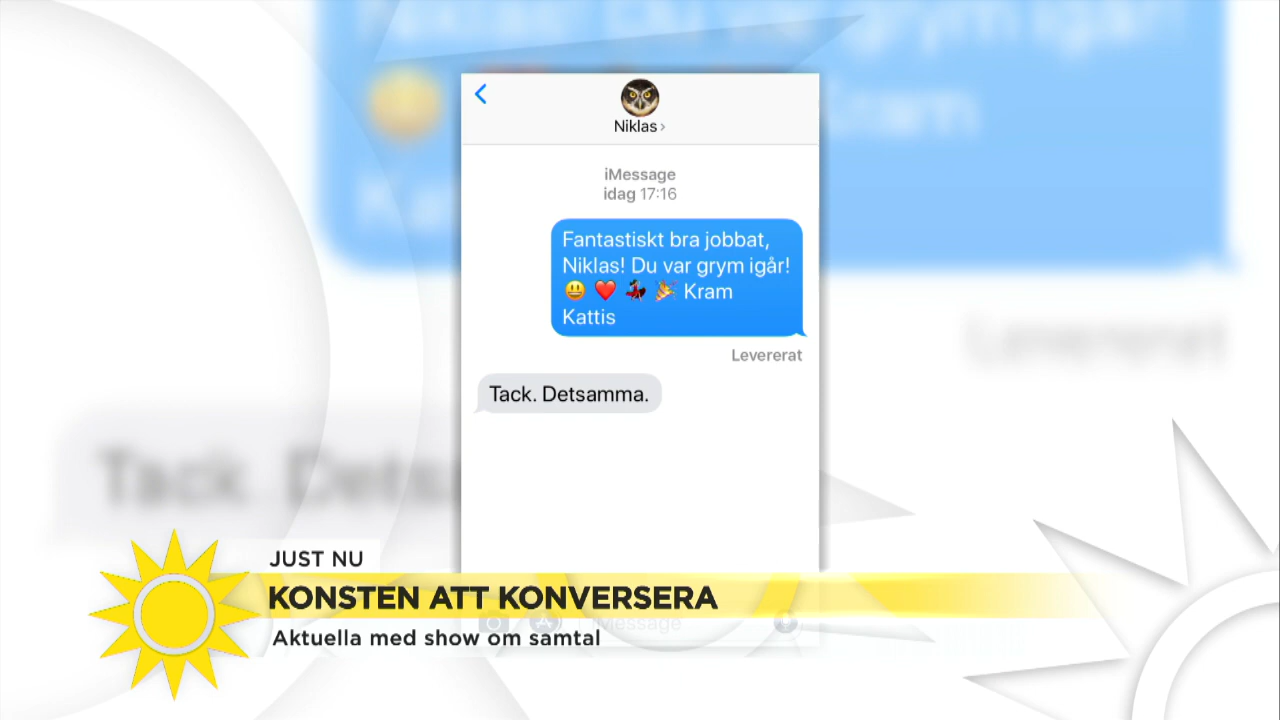 Niklas
iMessage
idag 17:16
Fantastiskt bra jobbat,
Niklas! Du var grym igår!
😃 ❤️ 💃 🎉 Kram
Kattis
Levererat
Tack. Detsamma.
JUST NU
KONSTEN ATT KONVERSERA
iMessage
Aktuella med show om samtal